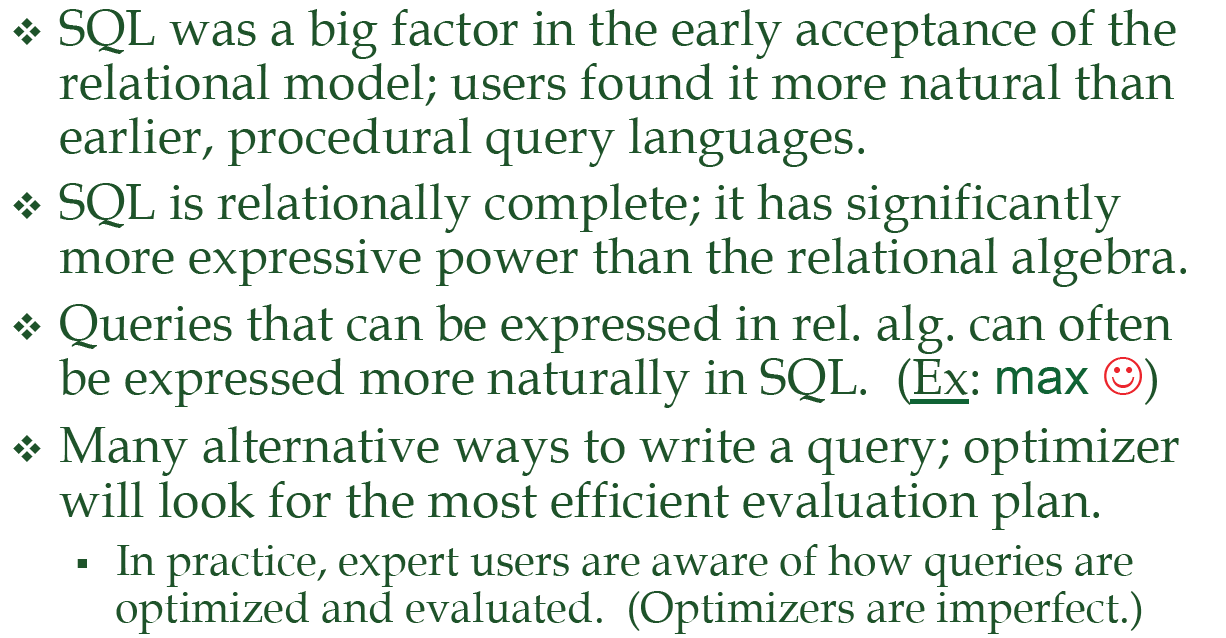 ❖ SQL was a big factor in the early acceptance of the
relational model; users found it more natural than
earlier, procedural query languages.
❖ SQL is relationally complete; it has significantly
more expressive power than the relational algebra.
❖ Queries that can be expressed in rel. alg. can often
be expressed more naturally in SQL. (Ex: max ☺)
❖ Many alternative ways to write a query; optimizer
will look for the most efficient evaluation plan.
▪ In practice, expert users are aware of how queries are
optimized and evaluated. (Optimizers are imperfect.)